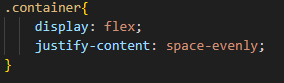 .container{
    display: flex;
    justify-content: space-evenly;
}